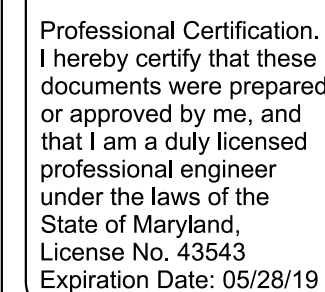 Professional Certification.
I hereby certify that these
documents were prepared
or approved by me, and
that I am a duly licensed
professional engineer
under the laws of the
State of Maryland,
License No. 43543
Expiration Date: 05/28/19